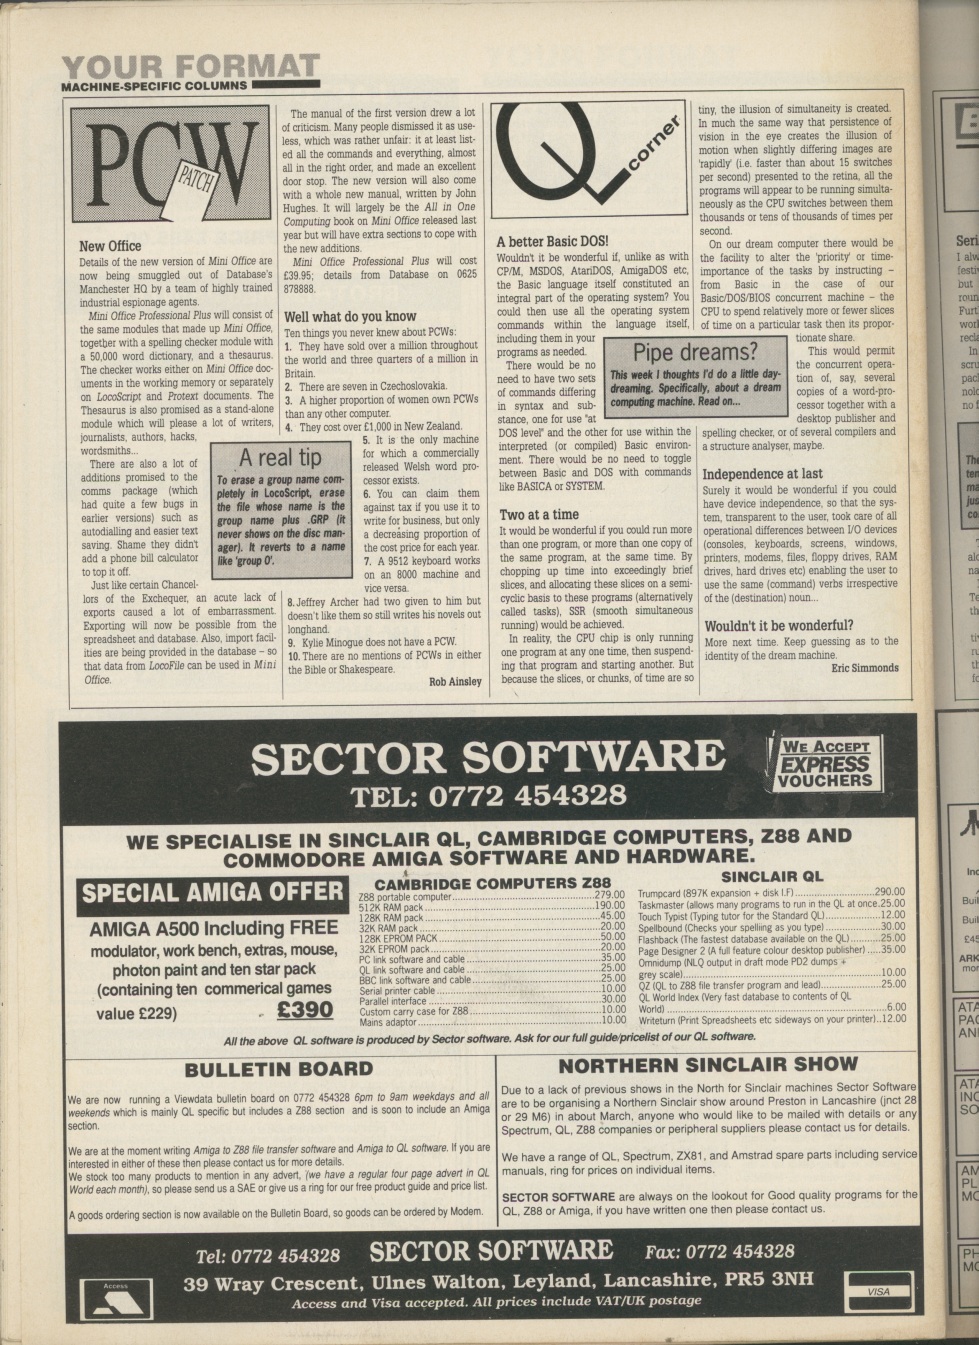 YOUR FORMAT
MACHINE-SPECIFIC COLUMNS
PCW
PATCH
New Office
Details of the new version of Mini Office are
now being smuggled out of Database's
Manchester HQ by a team of highly trained
industrial espionage agents.
Mini Office Professional Plus will consist of
the same modules that made up Mini Office,
together with a spelling checker module with
a 50,000 word dictionary, and a thesaurus.
The checker works either on Mini Office doc-
uments in the working memory or separately
on LocoScript and Protext documents. The
Thesaurus is also promised as a stand-alone
module which will please a lot of writers,
journalists, authors, hacks,
wordsmiths...
There are also a lot of
additions promised to the
comms package (which
had quite a few bugs in
earlier versions) such as
autodialling and easier text
saving. Shame they didn't
add a phone bill calculator
to top it off.
Just like certain Chancel-
lors of the Exchequer, an acute lack of
exports caused a lot of embarrassment.
Exporting will now be possible from the
spreadsheet and database. Also, import facil-
ities are being provided in the database – so
that data from LocoFile can be used in Mini
Office.
A real tip
To erase a group name com-
pletely in LocoScript, erase
the file whose name is the
group name plus .GRP (it
never shows on the disc man-
ager). It reverts to a name
like 'group 0'.
The manual of the first version drew a lot
of criticism. Many people dismissed it as use-
less, which was rather unfair: it at least list-
ed all the commands and everything, almost
all in the right order, and made an excellent
door stop. The new version will also come
with a whole new manual, written by John
Hughes. It will largely be the All in One
Computing book on Mini Office released last
year but will have extra sections to cope with
the new additions.
Mini Office Professional Plus will cost
£39.95; details from Database on 0625
878888.
Well what do you know
Ten things you never knew about PCWs:
1. They have sold over a million throughout
the world and three quarters of a million in
Britain.
2. There are seven in Czechoslovakia.
3. A higher proportion of women own PCWs
than any other computer.
4. They cost over £1,000 in New Zealand.
5. It is the only machine
for which a commercially
released Welsh word pro-
cessor exists.
6. You can claim them
against tax if you use it to
write for business, but only
a decreasing proportion of
the cost price for each year.
7. A 9512 keyboard works
on an 8000 machine and
vice versa.
8. Jeffrey Archer had two given to him but
doesn't like them so still writes his novels out
longhand.
9. Kylie Minogue does not have a PCW.
10. There are no mentions of PCWs in either
the Bible or Shakespeare.
Rob Ainsley
QL corner
A better Basic DOS!
Wouldn't it be wonderful if, unlike as with
CP/M, MSDOS, AtariDOS, AmigaDOS etc,
the Basic language itself constituted an
integral part of the operating system? You
could then use all the operating system
commands within the language itself,
including them in your
programs as needed.
There would be no
need to have two sets
of commands differing
in syntax and sub-
stance, one for use "at
DOS level" and the other for use within the
interpreted (or compiled) Basic environ-
ment. There would be no need to toggle
between Basic and DOS with commands
like BASICA or SYSTEM.
Two at a time
It would be wonderful if you could run more
than one program, or more than one copy of
the same program, at the same time. By
chopping up time into exceedingly brief
slices, and allocating these slices on a semi-
cyclic basis to these programs (alternatively
called tasks), SSR (smooth simultaneous
running) would be achieved.
In reality, the CPU chip is only running
one program at any one time, then suspend-
ing that program and starting another. But
because the slices, or chunks, of time are so
Pipe dreams?
This week I thoughts I'd do a little day-
dreaming. Specifically, about a dream
computing machine. Read on...
tiny, the illusion of simultaneity is created.
In much the same way that persistence of
vision in the eye creates the illusion of
motion when slightly differing images are
'rapidly' (i.e. faster than about 15 switches
per second) presented to the retina, all the
programs will appear to be running simulta-
neously as the CPU switches between them
thousands or tens of thousands of times per
second.
On our dream computer there would be
the facility to alter the 'priority' or time-
importance of the tasks by instructing –
from Basic in the case of our
Basic/DOS/BIOS concurrent machine – the
CPU to spend relatively more or fewer slices
of time on a particular task then its propor-
tionate share.
This would permit
the concurrent opera-
tion of, say, several
copies of a word-pro-
cessor together with a
desktop publisher and
spelling checker, or of several compilers and
a structure analyser, maybe.
Independence at last
Surely it would be wonderful if you could
have device independence, so that the sys-
tem, transparent to the user, took care of all
operational differences between I/O devices
(consoles, keyboards, screens, windows,
printers, modems, files, floppy drives, RAM
drives, hard drives etc) enabling the user to
use the same (command) verbs irrespective
of the (destination) noun...
Wouldn't it be wonderful?
More next time. Keep guessing as to the
identity of the dream machine.
Eric Simmonds
SECTOR SOFTWARE
TEL: 0772 454328
WE ACCEPT
EXPRESS
VOUCHERS
WE SPECIALISE IN SINCLAIR QL, CAMBRIDGE COMPUTERS, Z88 AND
COMMODORE AMIGA SOFTWARE AND HARDWARE.
SPECIAL AMIGA OFFER
AMIGA A500 Including FREE
modulator, work bench, extras, mouse,
photon paint and ten star pack
(containing ten commerical games
value £229) £390
CAMBRIDGE COMPUTERS Z88
Z88 portable computer...279.00
512K RAM pack...190.00
128K RAM pack...45.00
32K RAM pack...20.00
128K EPROM PACK...50.00
32K EPROM pack...20.00
PC link software and cable...35.00
QL link software and cable...25.00
BBC link software and cable...25.00
Serial printer cable...10.00
Parallel interface...30.00
Custom carry case for Z88...10.00
Mains adaptor...10.00
SINCLAIR QL
Trumpcard (897K expansion + disk I.F)...290.00
Taskmaster (allows many programs to run in the QL at once.25.00
Touch Typist (Typing tutor for the Standard QL)...12.00
Spellbound (Checks your spelling as you type)...30.00
Flashback (The fastest database available on the QL)...25.00
Page Designer 2 (A full feature colour desktop publisher)...35.00
Omnidump (NLQ output in draft mode PD2 dumps +
grey scale)...10.00
QZ (QL to Z88 file transfer program and lead)...25.00
QL World Index (Very fast database to contents of QL
World)...6.00
Writeturn (Print Spreadsheets etc sideways on your printer)..12.00
All the above QL software is produced by Sector software. Ask for our full guide/pricelist of our QL software.
BULLETIN BOARD
We are now running a Viewdata bulletin board on 0772 454328 6pm to 9am weekdays and all
weekends which is mainly QL specific but includes a Z88 section and is soon to include an Amiga
section.
We are at the moment writing Amiga to Z88 file transfer software and Amiga to QL software. If you are
interested in either of these then please contact us for more details.
We stock too many products to mention in any advert, (we have a regular four page advert in QL
World each month), so please send us a SAE or give us a ring for our free product guide and price list.
A goods ordering section is now available on the Bulletin Board, so goods can be ordered by Modem.
NORTHERN SINCLAIR SHOW
Due to a lack of previous shows in the North for Sinclair machines Sector Software
are to be organising a Northern Sinclair show around Preston in Lancashire (jnct 28
or 29 M6) in about March, anyone who would like to be mailed with details or any
Spectrum, QL, Z88 companies or peripheral suppliers please contact us for details.
We have a range of QL, Spectrum, ZX81, and Amstrad spare parts including service
manuals, ring for prices on individual items.
SECTOR SOFTWARE are always on the lookout for Good quality programs for the
QL, Z88 or Amiga, if you have written one then please contact us.
Tel: 0772 454328 SECTOR SOFTWARE Fax: 0772 454328
39 Wray Crescent, Ulnes Walton, Leyland, Lancashire, PR5 3NH
Access and Visa accepted. All prices include VAT/UK postage
Access
VISA